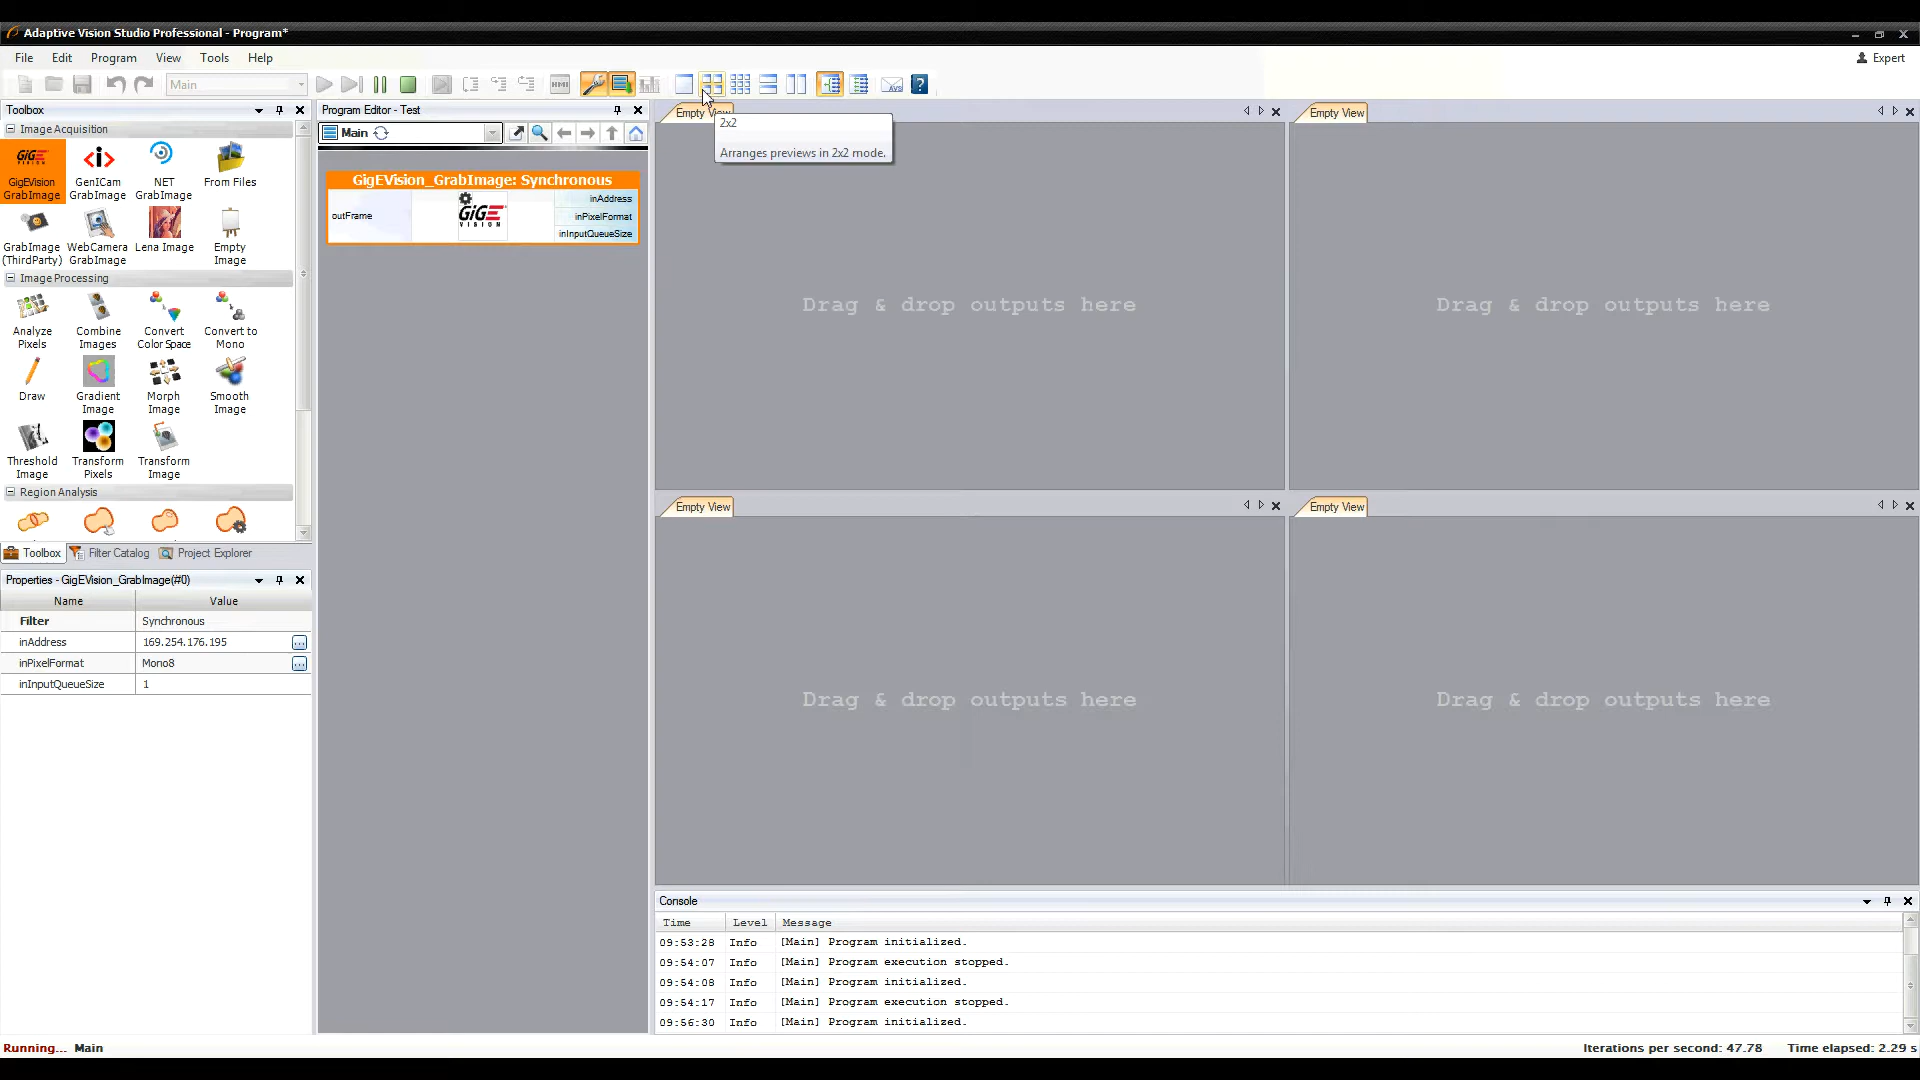 Adaptive Vision Studio Professional - Program*
File Edit Program View Tools Help
Expert
Main
HMI
AVS
?
Toolbox
Image Acquisition
GigEVision GrabImage
GenICam GrabImage
NET GrabImage
From Files
GrabImage (ThirdParty)
WebCamera GrabImage
Lena Image
Empty Image
Image Processing
Analyze Pixels
Combine Images
Convert Color Space
Convert to Mono
Draw
Gradient Image
Morph Image
Smooth Image
Threshold Image
Transform Pixels
Transform Image
Region Analysis
Toolbox Filter Catalog Project Explorer
Properties - GigEVision_GrabImage(#0)
Name Value
Filter Synchronous
inAddress 169.254.176.195
inPixelFormat Mono8
inInputQueueSize 1
Program Editor - Test
Main
GigEVision_GrabImage: Synchronous
outFrame
GiGE VISION
inAddress
inPixelFormat
inInputQueueSize
Empty View
2x2
Arranges previews in 2x2 mode.
Drag & drop outputs here
Empty View
Drag & drop outputs here
Empty View
Drag & drop outputs here
Empty View
Drag & drop outputs here
Console
Time Level Message
09:53:28 Info [Main] Program initialized.
09:54:07 Info [Main] Program execution stopped.
09:54:08 Info [Main] Program initialized.
09:54:17 Info [Main] Program execution stopped.
09:56:30 Info [Main] Program initialized.
Running... Main
Iterations per second: 47.78 Time elapsed: 2.29 s